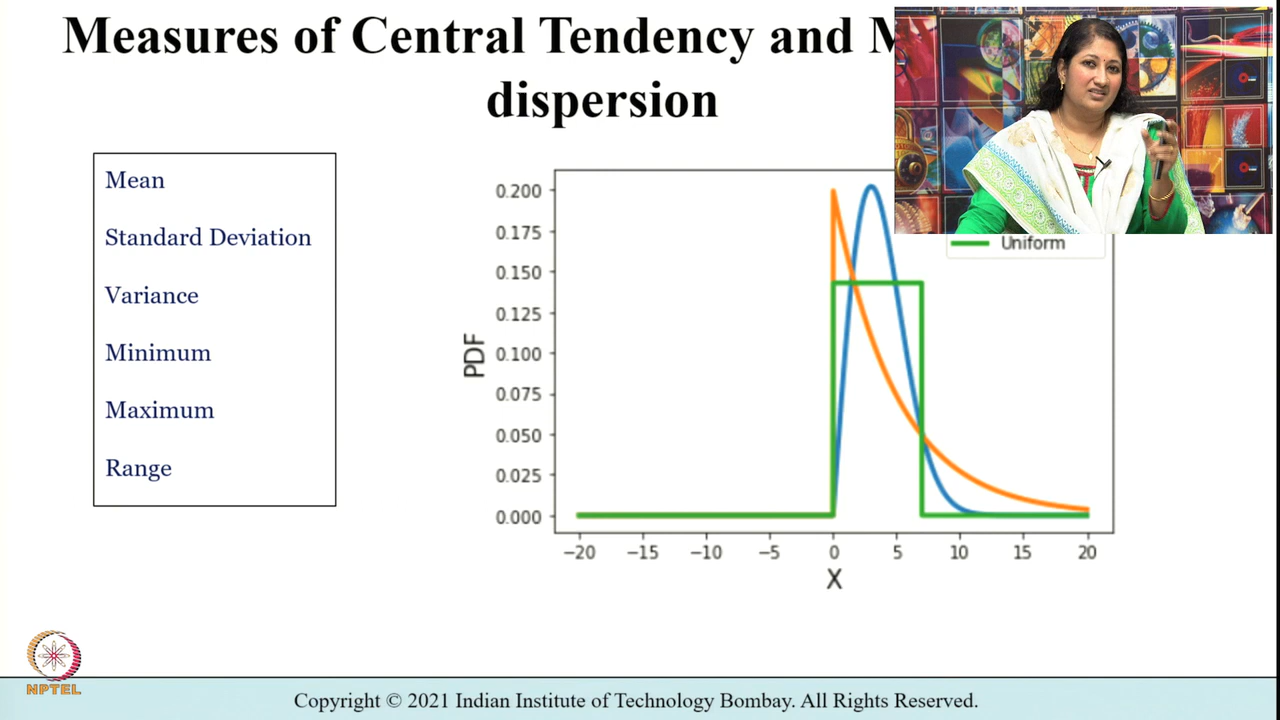 Measures of Central Tendency and M
dispersion
Mean
Standard Deviation
Variance
Minimum
Maximum
Range
Uniform
PDF
0.200
0.175
0.150
0.125
0.100
0.075
0.050
0.025
0.000
−20 −15 −10 −5 0 5 10 15 20
X
NPTEL
Copyright © 2021 Indian Institute of Technology Bombay. All Rights Reserved.